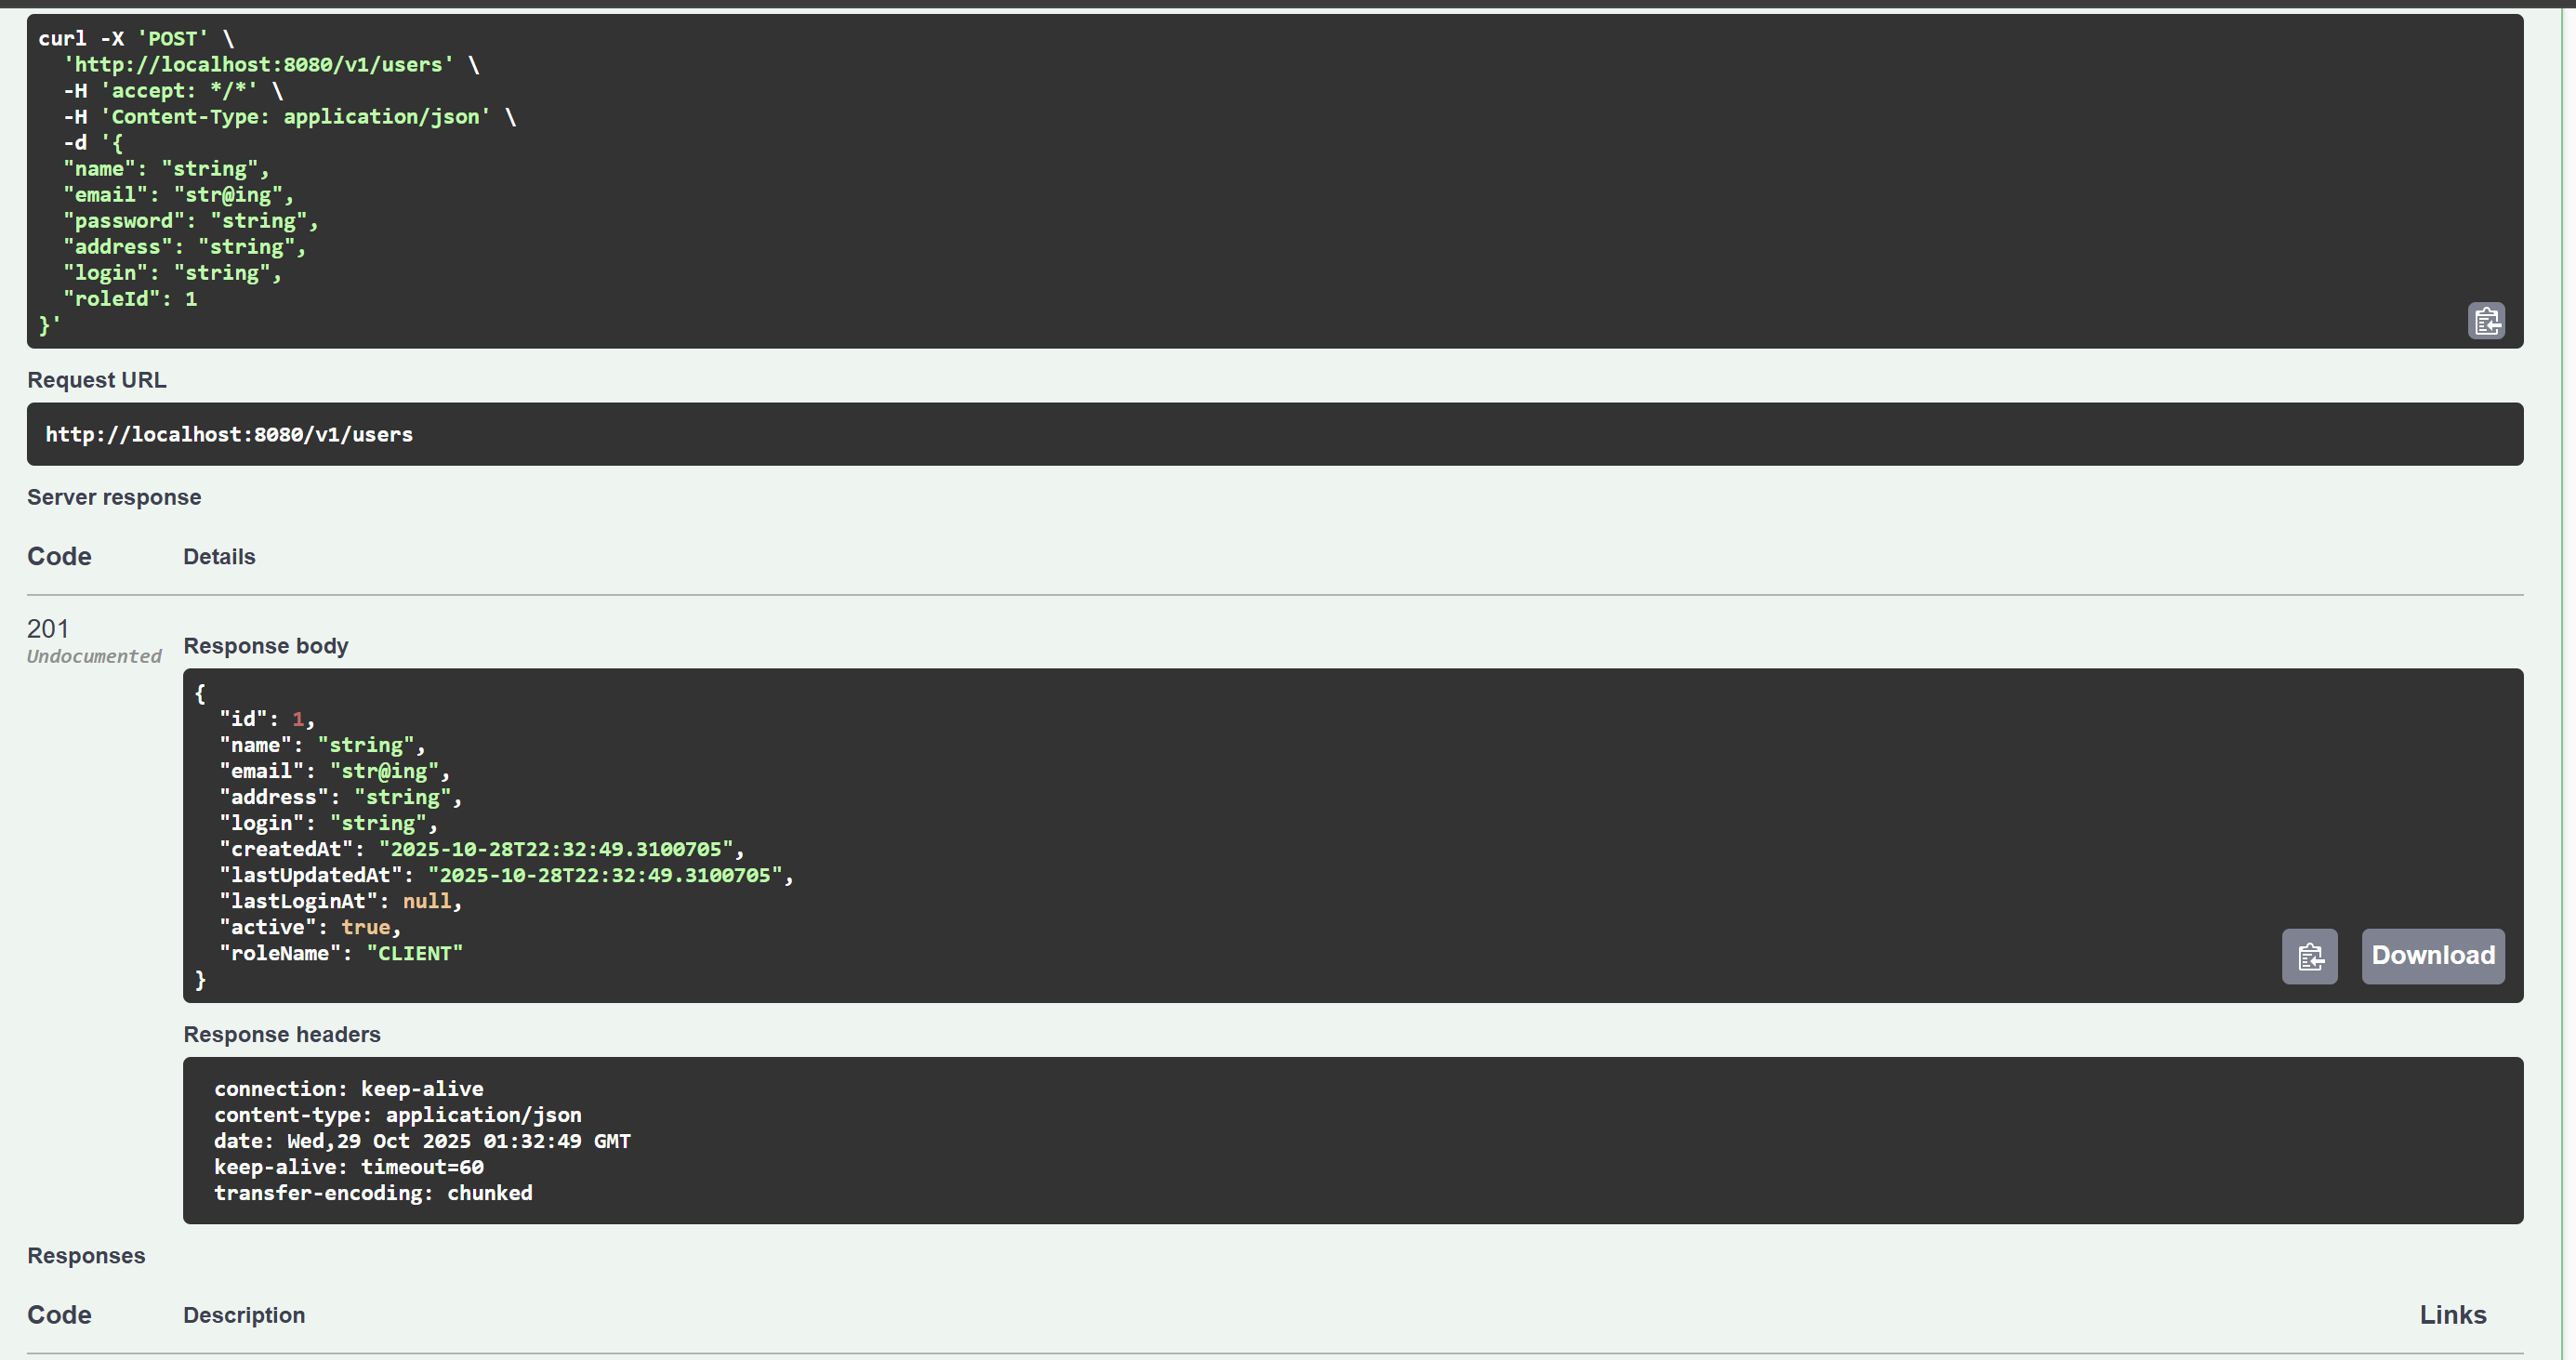 curl -X 'POST' \
  'http://localhost:8080/v1/users' \
  -H 'accept: */*' \
  -H 'Content-Type: application/json' \
  -d '{
  "name": "string",
  "email": "str@ing",
  "password": "string",
  "address": "string",
  "login": "string",
  "roleId": 1
}'
Request URL
http://localhost:8080/v1/users
Server response
Code Details
201
Undocumented
Response body
{
  "id": 1,
  "name": "string",
  "email": "str@ing",
  "address": "string",
  "login": "string",
  "createdAt": "2025-10-28T22:32:49.3100705",
  "lastUpdatedAt": "2025-10-28T22:32:49.3100705",
  "lastLoginAt": null,
  "active": true,
  "roleName": "CLIENT"
}
Download
Response headers
connection: keep-alive
content-type: application/json
date: Wed,29 Oct 2025 01:32:49 GMT
keep-alive: timeout=60
transfer-encoding: chunked
Responses
Code Description Links